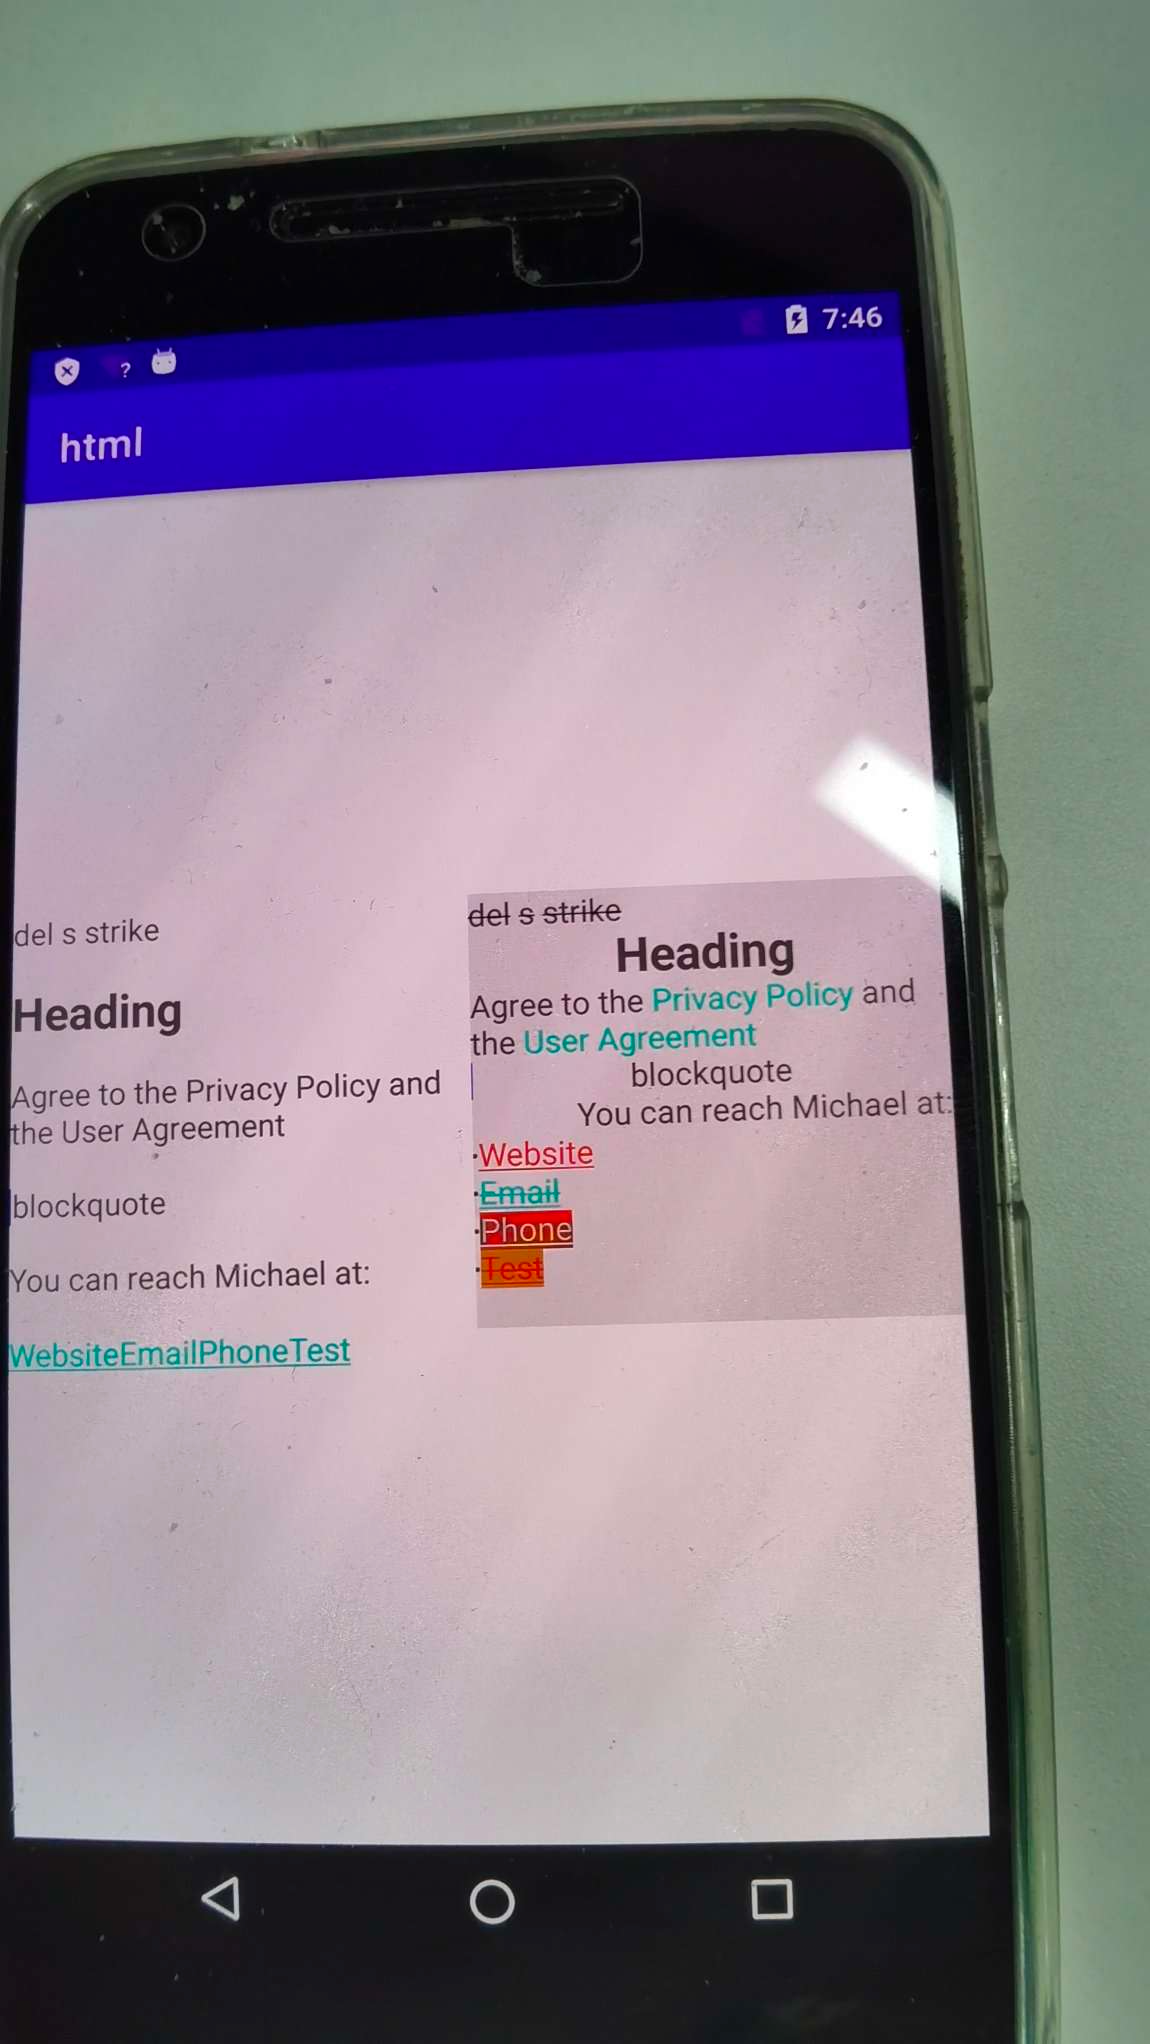 7:46
?
html
del s strike
Heading
Agree to the Privacy Policy and
the User Agreement
blockquote
You can reach Michael at:
WebsiteEmailPhoneTest
del s strike
Heading
Agree to the Privacy Policy and
the User Agreement
blockquote
You can reach Michael at:
·Website
·Email
·Phone
·Test